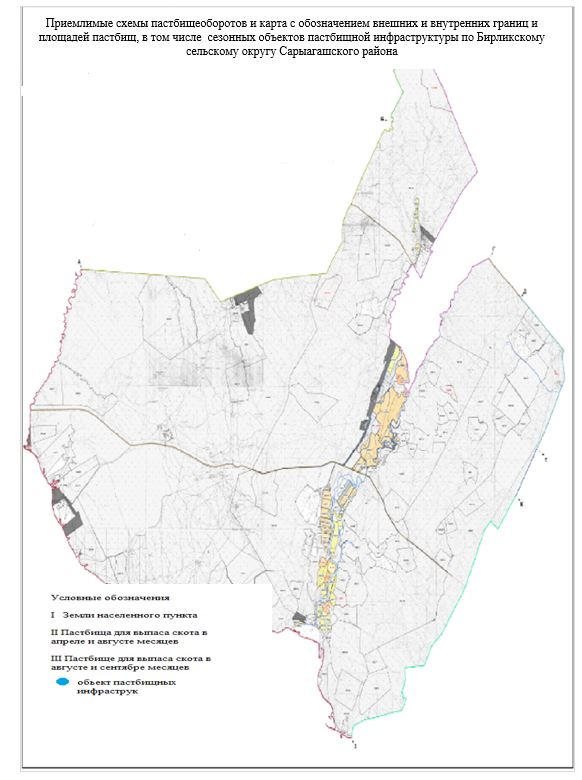 Приемлимые схемы пастбищеоборотов и карта с обозначением внешних и внутренних границ и
площадей пастбищ, в том числе сезонных объектов пастбищной инфраструктуры по Бирликскому
сельскому округу Сарыагашского района
Б
А
Г
Условные обозначения
I Земли населенного пункта
II Пастбища для выпаса скота в
апреле и августе месяцев
III Пастбище для выпаса скота в
августе и сентябре месяцев
обьект пастбищных
инфраструк